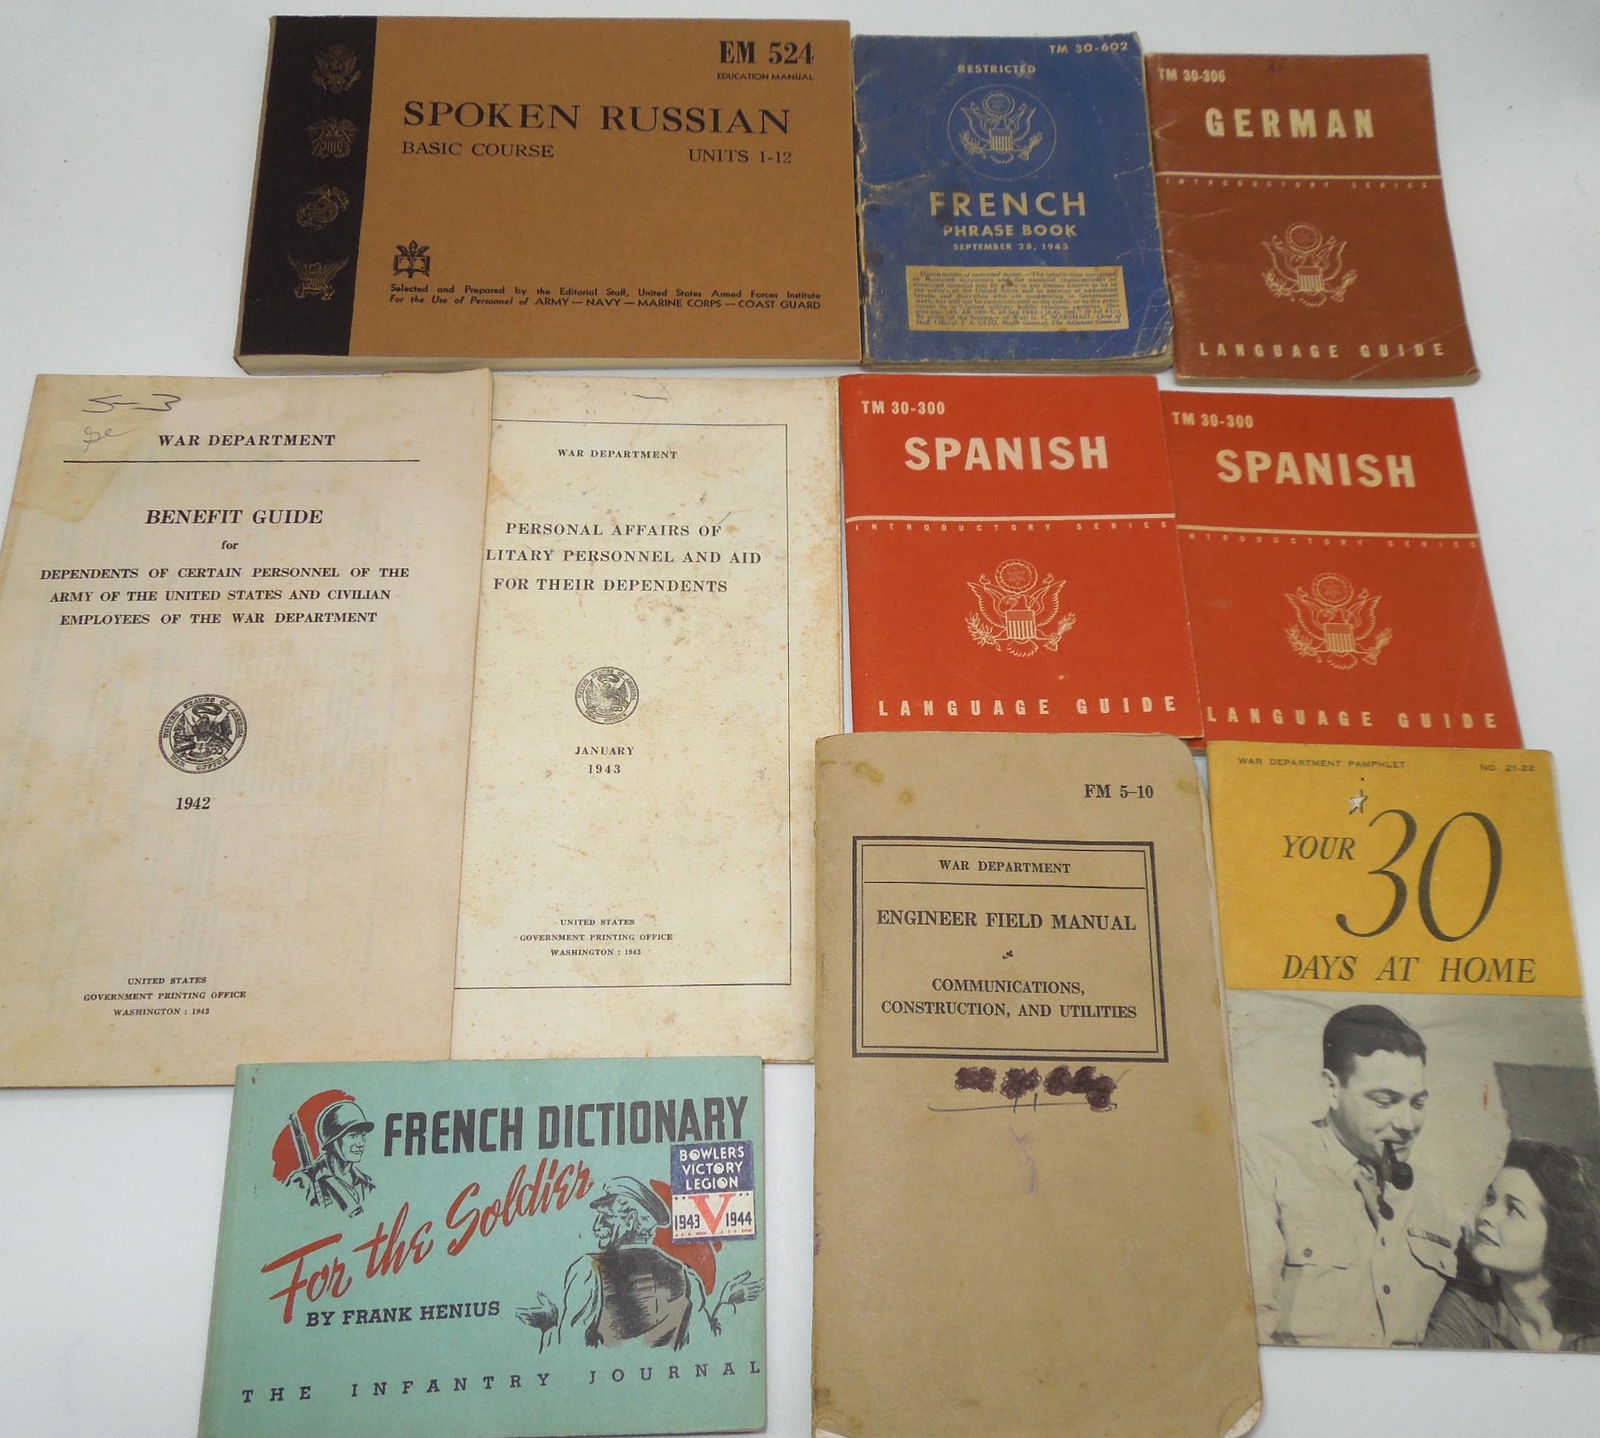 EM 524
EDUCATION MANUAL
SPOKEN RUSSIAN
BASIC COURSE UNITS 1-12
Selected and Prepared by the Editorial Staff, United States Armed Forces Institute
For the Use of Personnel of ARMY — NAVY — MARINE CORPS — COAST GUARD
TM 30-602
RESTRICTED
FRENCH
PHRASE BOOK
SEPTEMBER 28, 1943
TM 30-306
GERMAN
INTRODUCTORY SERIES
LANGUAGE GUIDE
5-3
WAR DEPARTMENT
BENEFIT GUIDE
for
DEPENDENTS OF CERTAIN PERSONNEL OF THE
ARMY OF THE UNITED STATES AND CIVILIAN
EMPLOYEES OF THE WAR DEPARTMENT
1942
UNITED STATES
GOVERNMENT PRINTING OFFICE
WASHINGTON : 1943
WAR DEPARTMENT
PERSONAL AFFAIRS OF
LITARY PERSONNEL AND AID
FOR THEIR DEPENDENTS
JANUARY
1943
UNITED STATES
GOVERNMENT PRINTING OFFICE
WASHINGTON : 1943
TM 30-300
SPANISH
INTRODUCTORY SERIES
LANGUAGE GUIDE
TM 30-300
SPANISH
NTRODUCTORY SERIES
LANGUAGE GUIDE
FRENCH DICTIONARY
For the Soldier
BY FRANK HENIUS
BOWLERS
VICTORY
LEGION
1943 V 1944
THE INFANTRY JOURNAL
FM 5-10
WAR DEPARTMENT
ENGINEER FIELD MANUAL
COMMUNICATIONS,
CONSTRUCTION, AND UTILITIES
WAR DEPARTMENT PAMPHLET NO. 21-22
YOUR 30
DAYS AT HOME